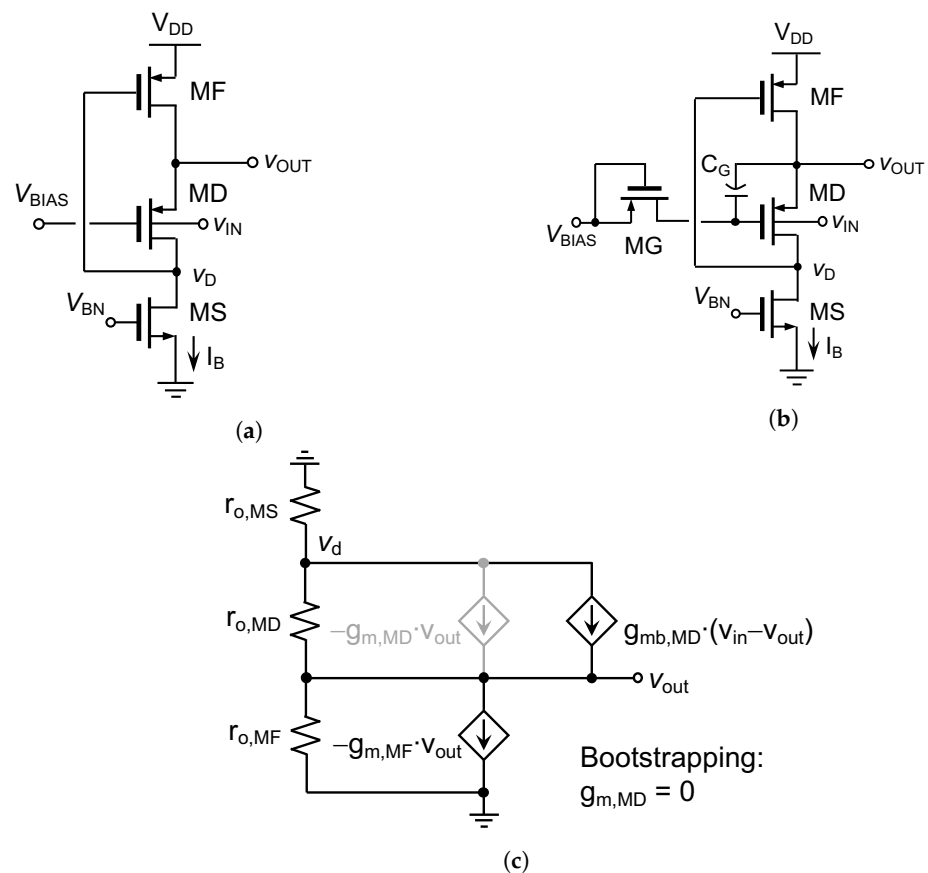 V_DD
MF
v_OUT
V_BIAS
MD
v_IN
v_D
V_BN
MS
I_B
(a)
V_DD
MF
C_G
v_OUT
MD
V_BIAS
MG
v_IN
v_D
V_BN
MS
I_B
(b)
r_o,MS
v_d
r_o,MD
–g_m,MD·v_out
g_mb,MD·(v_in–v_out)
v_out
r_o,MF
–g_m,MF·v_out
Bootstrapping:
g_m,MD = 0
(c)